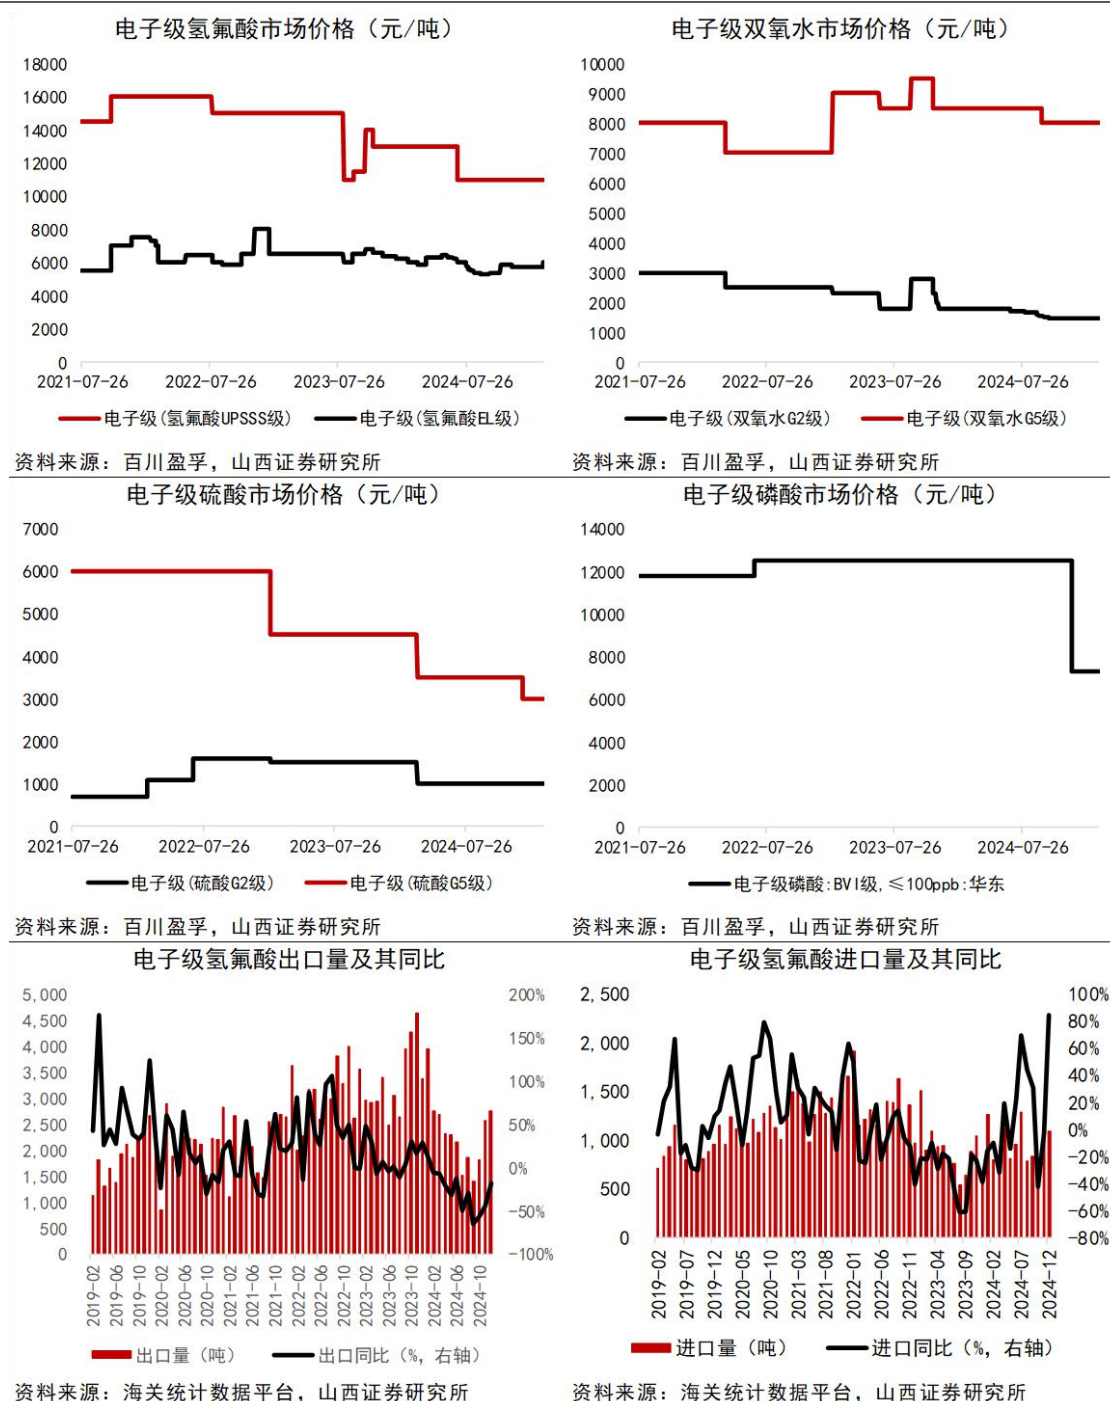 电子级氢氟酸市场价格（元/吨）
18000
16000
14000
12000
10000
8000
6000
4000
2000
0
2021-07-26 2022-07-26 2023-07-26 2024-07-26
电子级(氢氟酸UPSSS级) 电子级(氢氟酸EL级)
资料来源：百川盈孚，山西证券研究所
电子级双氧水市场价格（元/吨）
10000
9000
8000
7000
6000
5000
4000
3000
2000
1000
0
2021-07-26 2022-07-26 2023-07-26 2024-07-26
电子级(双氧水G2级) 电子级(双氧水G5级)
资料来源：百川盈孚，山西证券研究所
电子级硫酸市场价格（元/吨）
7000
6000
5000
4000
3000
2000
1000
0
2021-07-26 2022-07-26 2023-07-26 2024-07-26
电子级(硫酸G2级) 电子级(硫酸G5级)
资料来源：百川盈孚，山西证券研究所
电子级磷酸市场价格（元/吨）
14000
12000
10000
8000
6000
4000
2000
0
2021-07-26 2022-07-26 2023-07-26 2024-07-26
电子级磷酸:BVI级,≤100ppb:华东
资料来源：百川盈孚，山西证券研究所
电子级氢氟酸出口量及其同比
5,000
4,500
4,000
3,500
3,000
2,500
2,000
1,500
1,000
500
0
200%
150%
100%
50%
0%
-50%
-100%
2019-02 2019-06 2019-10 2020-02 2020-06 2020-10 2021-02 2021-06 2021-10 2022-02 2022-06 2022-10 2023-02 2023-06 2023-10 2024-02 2024-06 2024-10
出口量（吨） 出口同比（%，右轴）
资料来源：海关统计数据平台，山西证券研究所
电子级氢氟酸进口量及其同比
2,500
2,000
1,500
1,000
500
0
100%
80%
60%
40%
20%
0%
-20%
-40%
-60%
-80%
2019-02 2019-07 2019-12 2020-05 2020-10 2021-03 2021-08 2022-01 2022-06 2022-11 2023-04 2023-09 2024-02 2024-07 2024-12
进口量（吨） 进口同比（%，右轴）
资料来源：海关统计数据平台，山西证券研究所